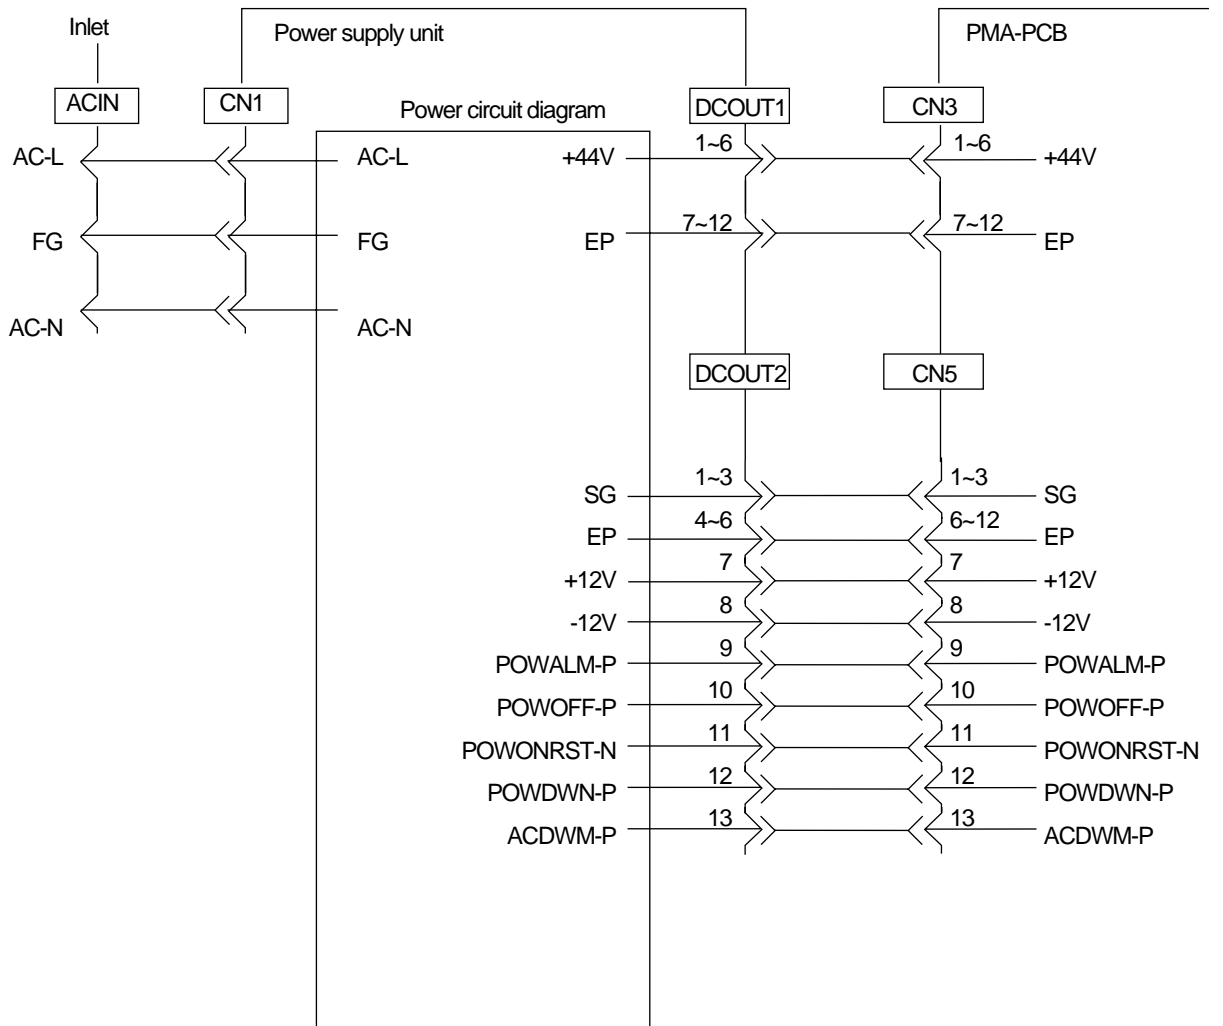 Inlet
Power supply unit
PMA-PCB
ACIN
CN1
Power circuit diagram
DCOUT1
CN3
AC-L
AC-L
+44V
1~6
1~6
+44V
FG
FG
EP
7~12
7~12
EP
AC-N
AC-N
DCOUT2
CN5
SG
1~3
1~3
SG
EP
4~6
6~12
EP
+12V
7
7
+12V
-12V
8
8
-12V
POWALM-P
9
9
POWALM-P
POWOFF-P
10
10
POWOFF-P
POWONRST-N
11
11
POWONRST-N
POWDWN-P
12
12
POWDWN-P
ACDWM-P
13
13
ACDWM-P